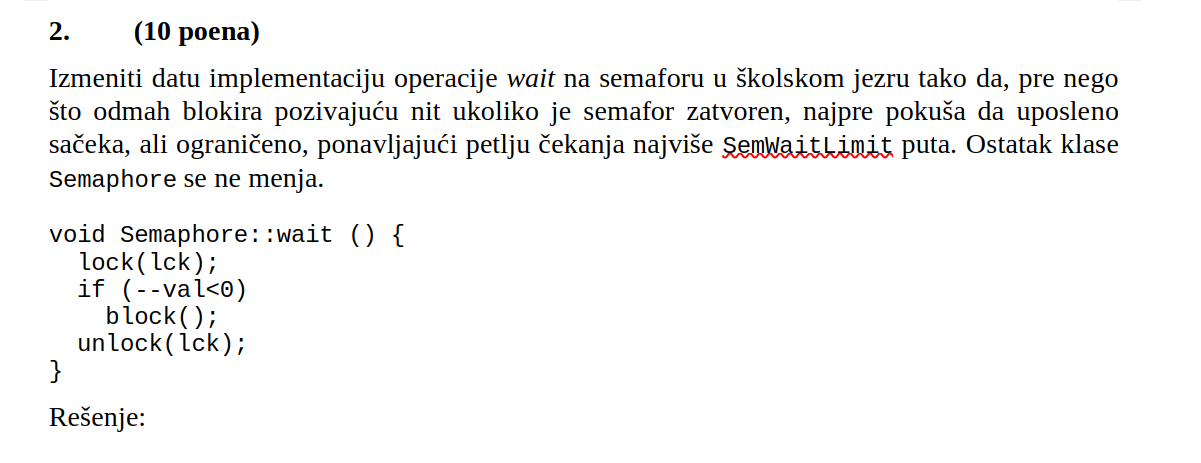 2. (10 poena)
Izmeniti datu implementaciju operacije wait na semaforu u školskom jezru tako da, pre nego
što odmah blokira pozivajuću nit ukoliko je semafor zatvoren, najpre pokuša da uposleno
sačeka, ali ograničeno, ponavljajući petlju čekanja najviše SemWaitLimit puta. Ostatak klase
Semaphore se ne menja.
void Semaphore::wait () {
  lock(lck);
  if (--val<0)
    block();
  unlock(lck);
}
Rešenje: